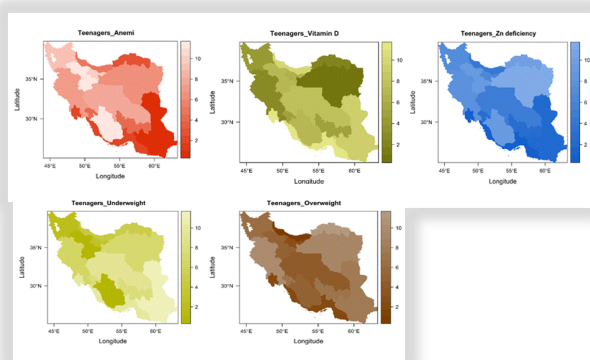 Teenagers_Anemi
Latitude
35°N
30°N
10
8
6
4
2
45°E 50°E 55°E 60°E
Longitude
Teenagers_Vitamin D
Latitude
35°N
30°N
10
8
6
4
2
45°E 50°E 55°E 60°E
Longitude
Teenagers_Zn deficiency
Latitude
35°N
30°N
10
8
6
4
2
45°E 50°E 55°E 60°E
Longitude
Teenagers_Underweight
Latitude
35°N
30°N
10
8
6
4
2
45°E 50°E 55°E 60°E
Longitude
Teenagers_Overweight
Latitude
35°N
30°N
10
8
6
4
2
45°E 50°E 55°E 60°E
Longitude